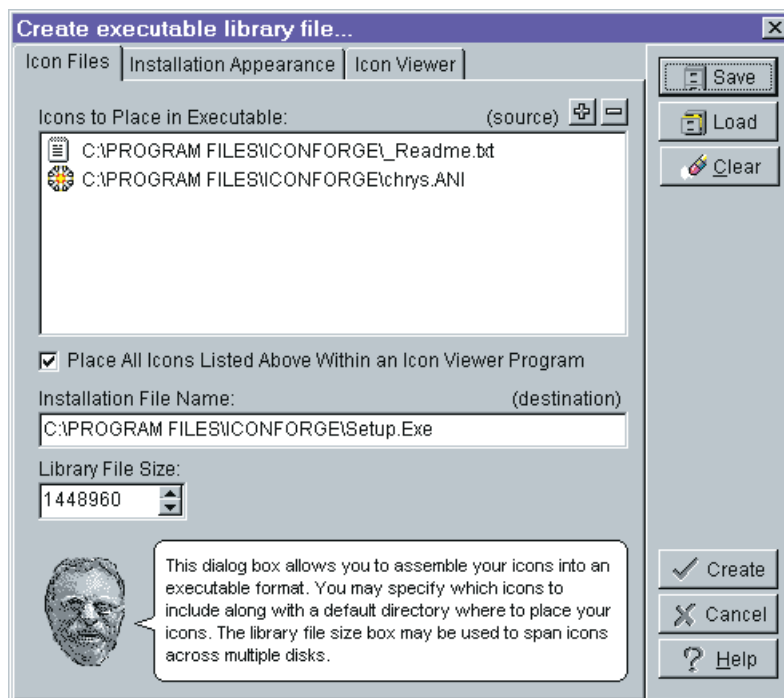 Create executable library file...
Icon Files
Installation Appearance
Icon Viewer
Icons to Place in Executable:
(source)
C:\PROGRAM FILES\ICONFORGE\_Readme.txt
C:\PROGRAM FILES\ICONFORGE\chrys.ANI
Place All Icons Listed Above Within an Icon Viewer Program
Installation File Name:
(destination)
C:\PROGRAM FILES\ICONFORGE\Setup.Exe
Library File Size:
1448960
This dialog box allows you to assemble your icons into an
executable format. You may specify which icons to
include along with a default directory where to place your
icons. The library file size box may be used to span icons
across multiple disks.
Save
Load
Clear
Create
Cancel
Help